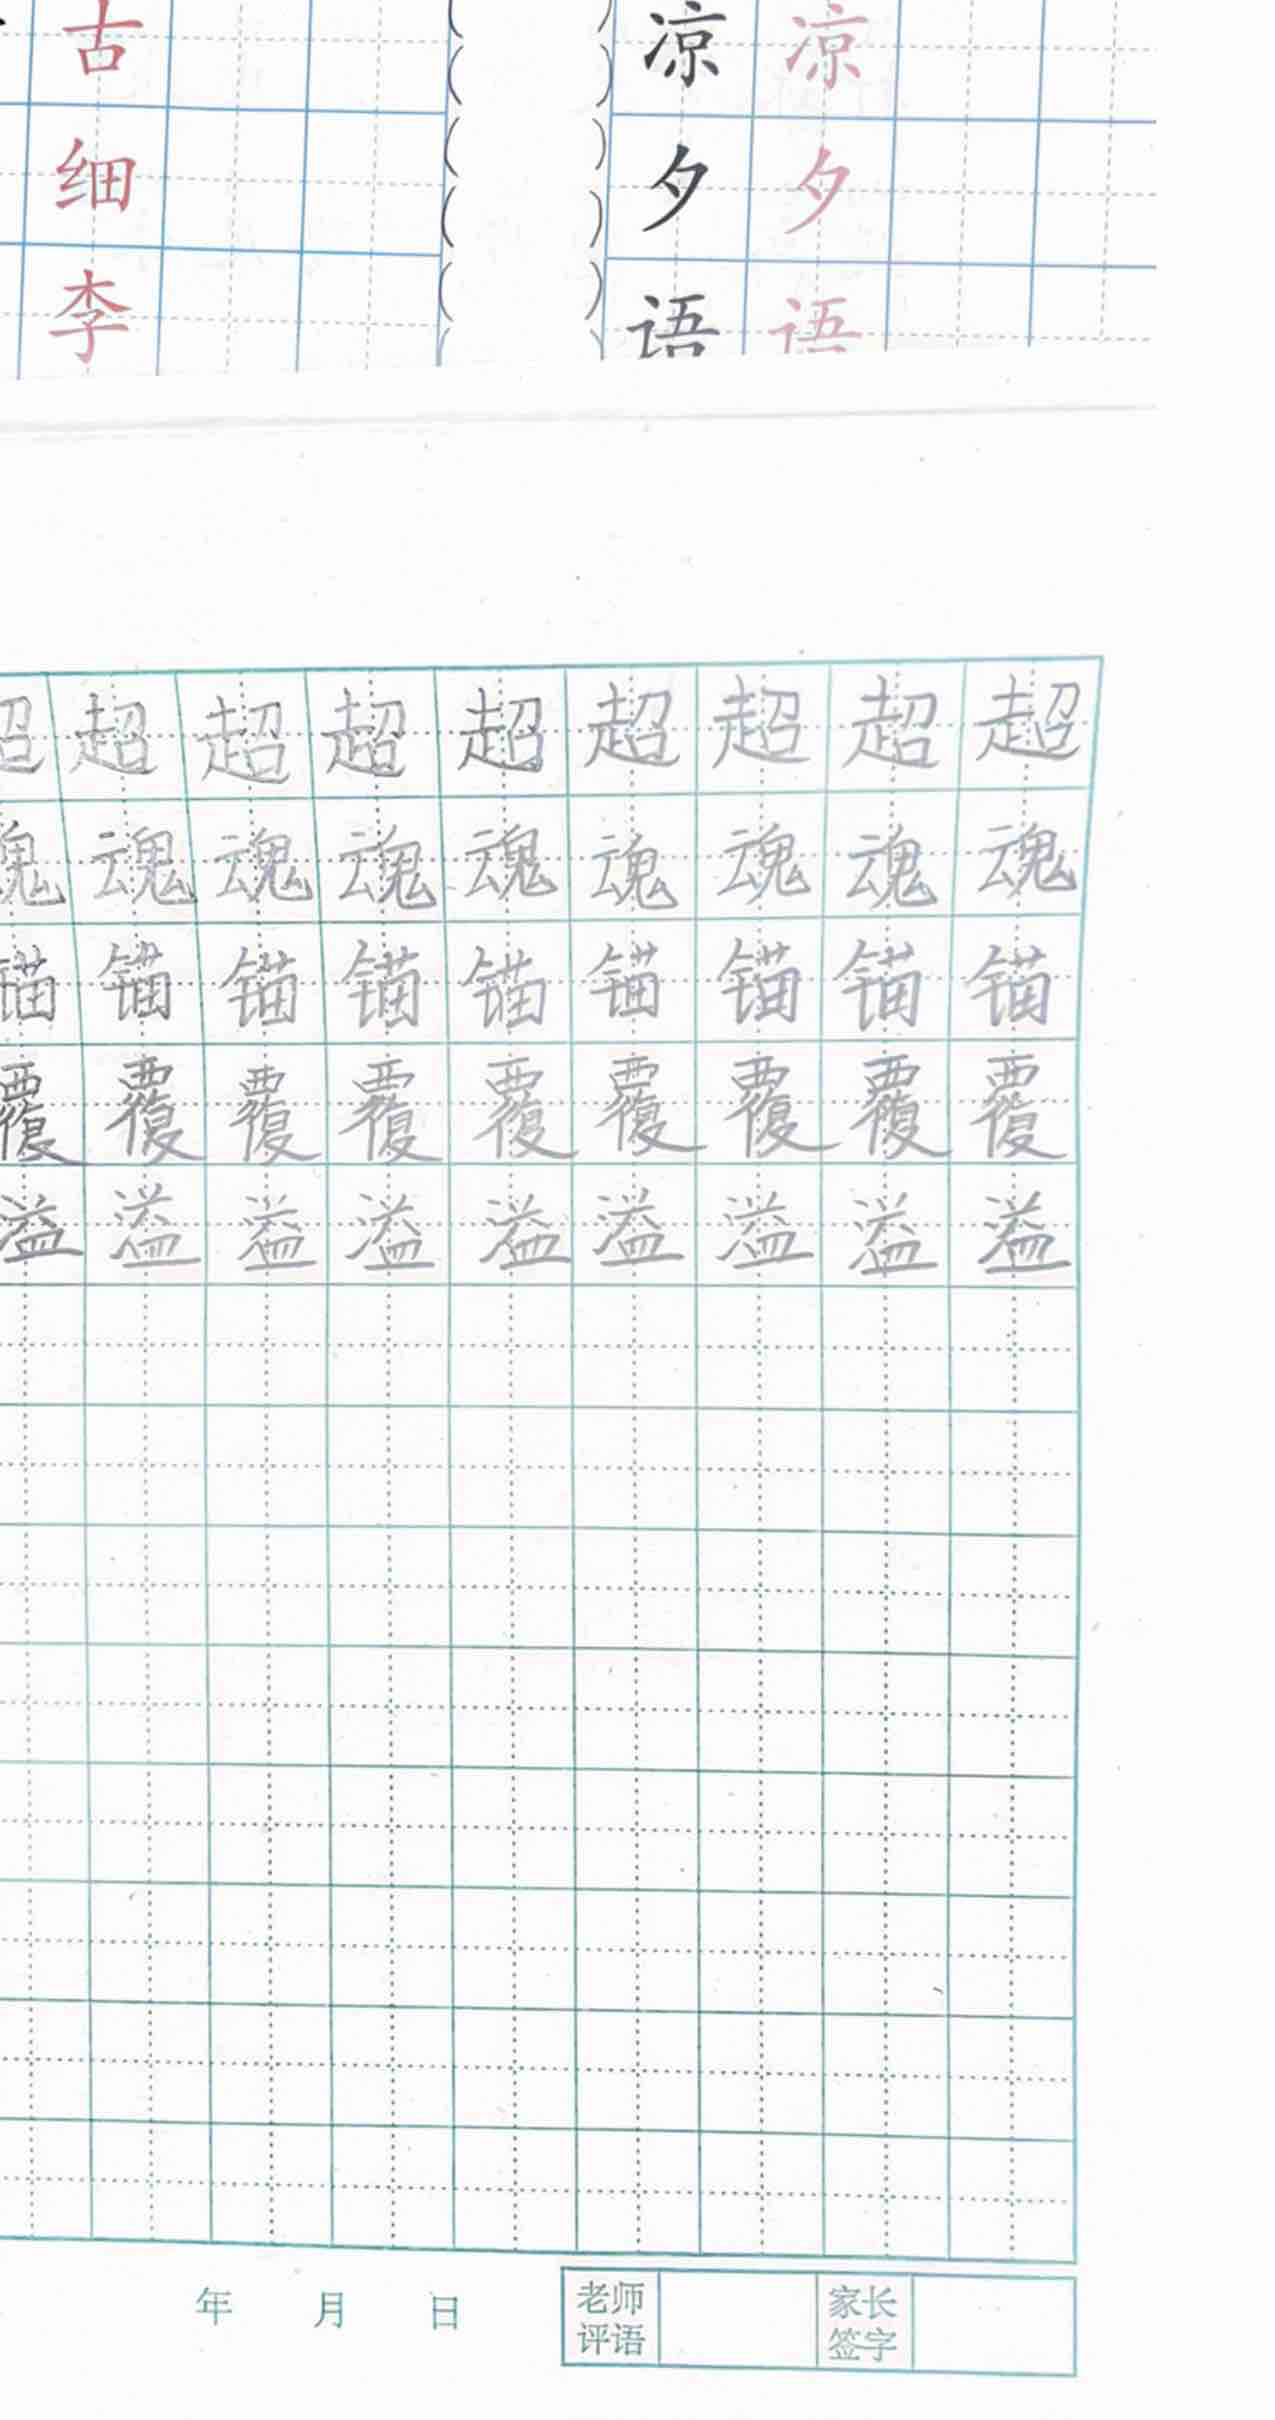 古 ( ) 凉 凉
细 ( ) 夕 夕
李 ( ) 语 语
超 超 超 超 超 超 超 超 超
魂 魂 魂 魂 魂 魂 魂 魂 魂
锚 锚 锚 锚 锚 锚 锚 锚 锚
覆 覆 覆 覆 覆 覆 覆 覆 覆
溢 溢 溢 溢 溢 溢 溢 溢 溢
年 月 日 老师评语 家长签字